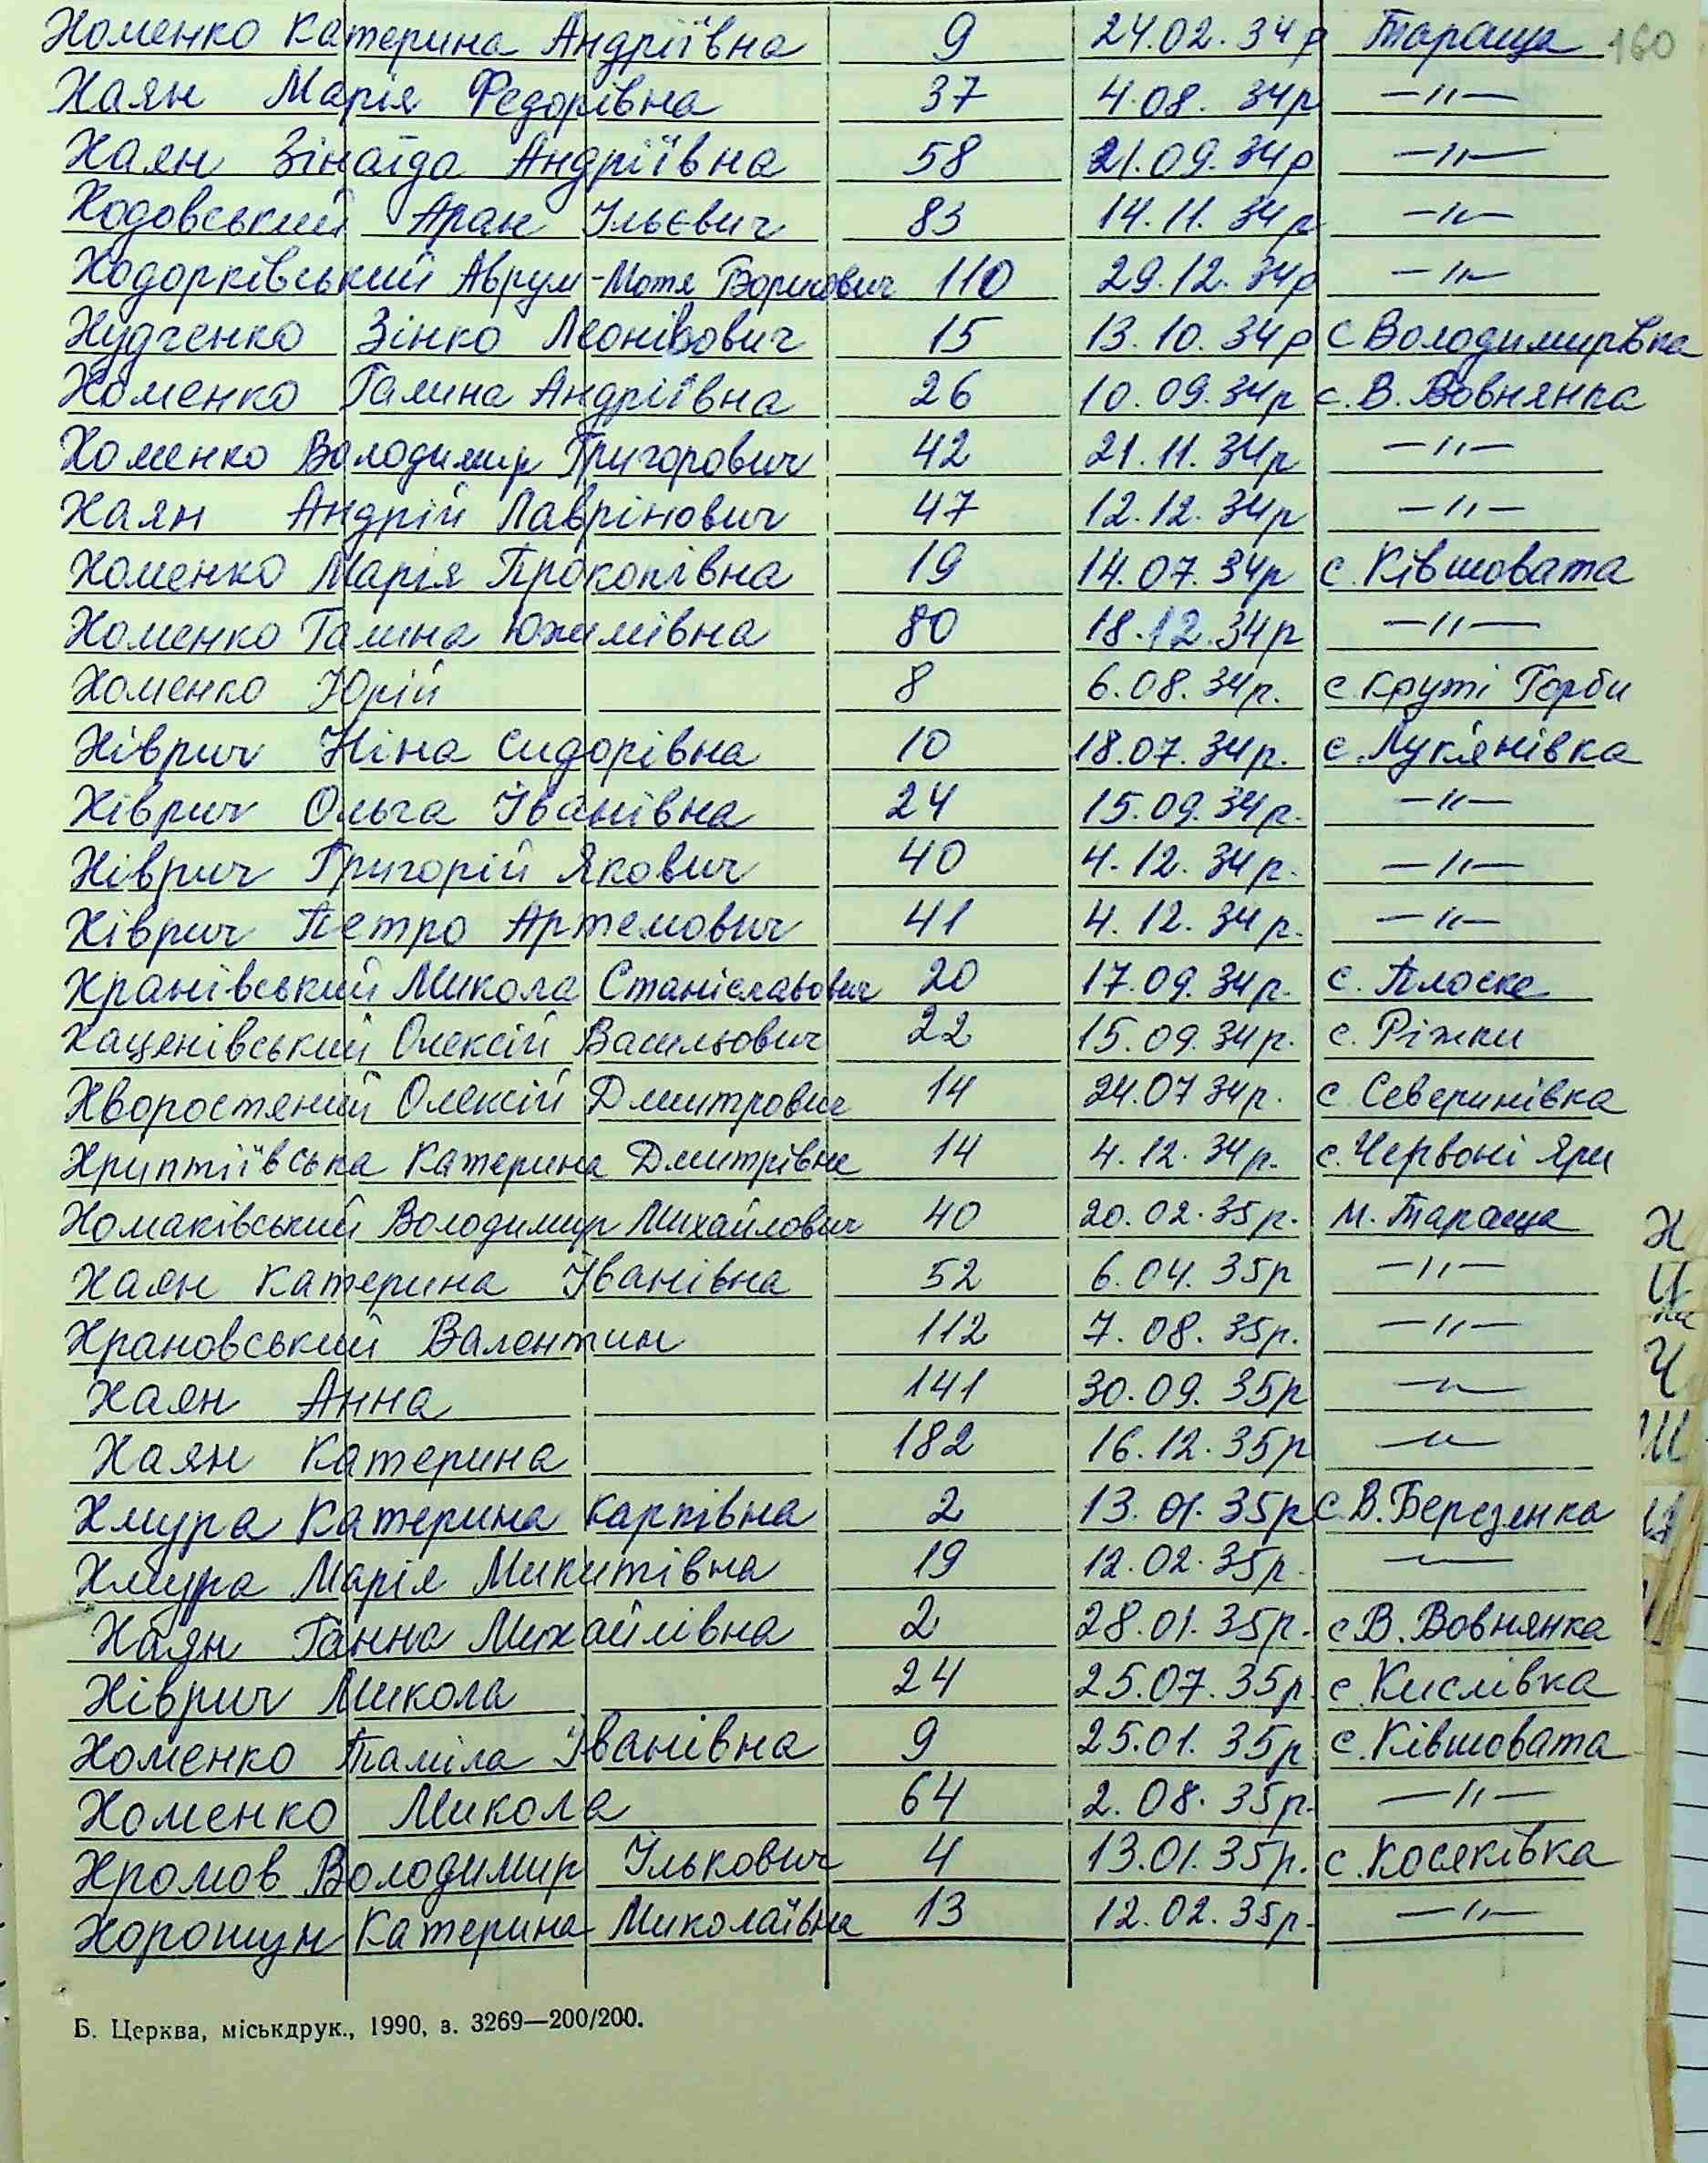 Хоменко Катерина Андріївна 9 24.02.34р Тараща 160
Хаян Марія Федорівна 37 4.08.34р —"—
Хаян Зінаїда Андріївна 58 21.09.34р —"—
Ходовський Аран Ільєвич 83 14.11.34р —"—
Ходорківський Аврум-Мотя Борисович 110 29.12.34р —"—
Худченко Зінко Леонідович 15 13.10.34р с Володимирівка
Хоменко Галина Андріївна 26 10.09.34р с. В. Вовнянка
Хоменко Володимир Григорович 42 21.11.34р —"—
Хаян Андрій Лаврінович 47 12.12.34р —"—
Хоменко Марія Прокопівна 19 14.07.34р с. Ківшовата
Хоменко Галина Юхимівна 80 18.12.34р —"—
Хоменко Юрій 8 6.08.34р. с Круті Горби
Хіврич Ніна Сидорівна 10 18.07.34р. с. Лук'янівка
Хіврич Ольга Іванівна 24 15.09.34р. —"—
Хіврич Григорій Якович 40 4.12.34р. —"—
Хіврич Петро Артемович 41 4.12.34р. —"—
Хранівський Микола Станіславович 20 17.09.34р. с. Плоске
Хаценівський Олексій Васильович 22 15.09.34р. с. Ріжки
Хворостяний Олексій Дмитрович 14 24.07 34р. с Северинівка
Хриптіївська Катерина Дмитрівна 14 4.12.34р. с. Червоні Яри
Хомаківський Володимир Михайлович 40 20.02.35р. м. Тараща
Хаян Катерина Іванівна 52 6.04.35р —"—
Храновський Валентин 112 7.08.35р. —"—
Хаян Анна 141 30.09.35р —"—
Хаян Катерина 182 16.12.35р —"—
Хмура Катерина Карпівна 2 13.01.35р с. В. Березянка
Хмура Марія Микитівна 19 12.02.35р. —"—
Хаян Ганна Михайлівна 2 28.01.35р. с В. Вовнянка
Хіврич Микола 24 25.07.35р. с. Кислівка
Хоменко Таміла Іванівна 9 25.01.35р с. Ківшовата
Хоменко Микола 64 2.08.35р. —"—
Хромов Володимир Ількович 4 13.01.35р. с. Косяківка
Хорошун Катерина Миколаївна 13 12.02.35р. —"—
Х
Ц
Ч
Ш
Б. Церква, міськдрук., 1990, з. 3269—200/200.